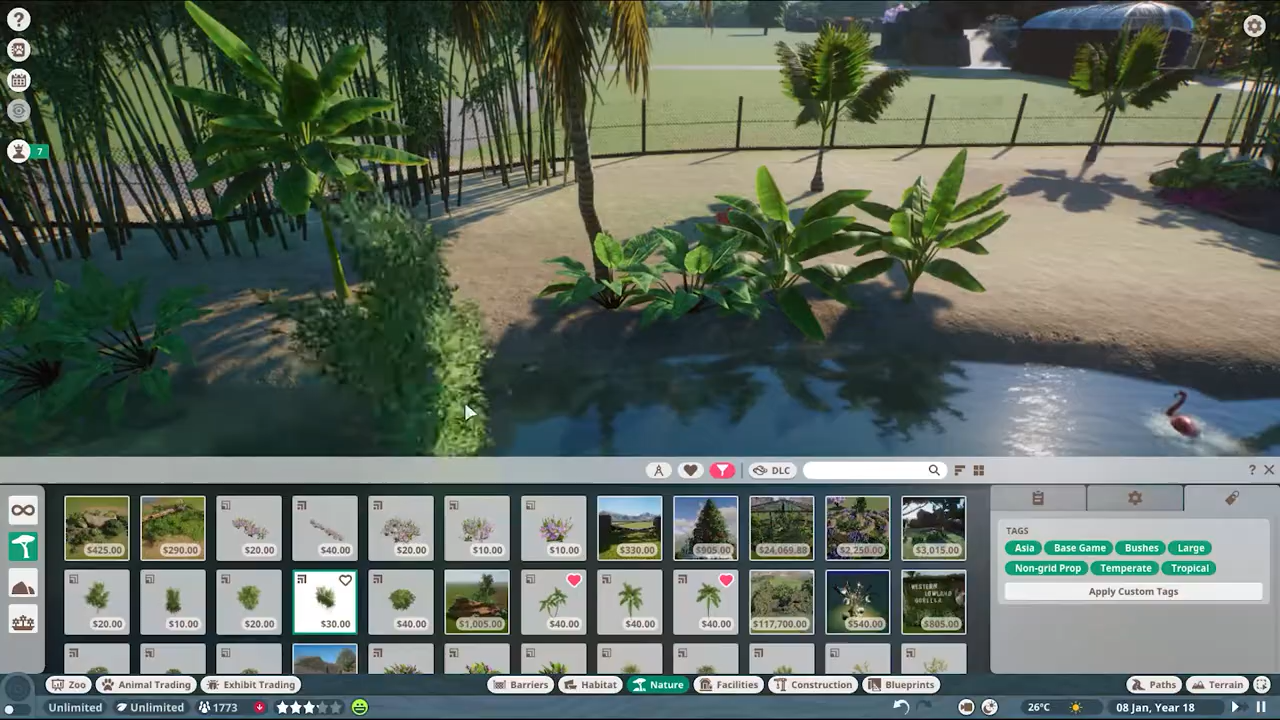 7
DLC
$425.00 $290.00 $20.00 $40.00 $20.00 $10.00 $10.00 $330.00 $905.00 $24,069.88 $2,250.00 $3,015.00
$20.00 $10.00 $20.00 $30.00 $40.00 $1,005.00 $40.00 $40.00 $40.00 $117,700.00 $540.00 $805.00
WESTERN
LOWLAND
GORILLA
TAGS
Asia Base Game Bushes Large
Non-grid Prop Temperate Tropical
Apply Custom Tags
Zoo Animal Trading Exhibit Trading Barriers Habitat Nature Facilities Construction Blueprints Paths Terrain
Unlimited Unlimited 1773 26°C 08 Jan, Year 18